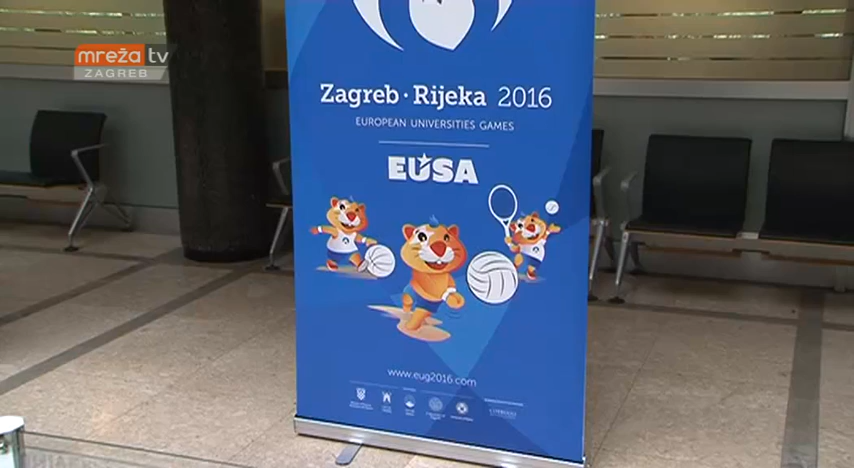 mreža tv
ZAGREB
Zagreb · Rijeka 2016
EUROPEAN UNIVERSITIES GAMES
EUSA
www.eug2016.com